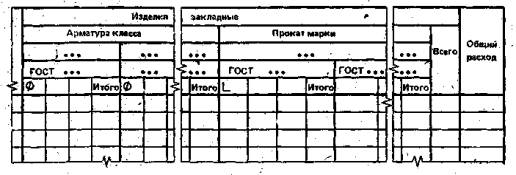 Изделия закладные
Арматура класса Прокат марки Всего Общий расход
... ... ... ... ...
ГОСТ ... ... ГОСТ ... ГОСТ ... ...
Ø Итого Ø Итого L Итого Итого